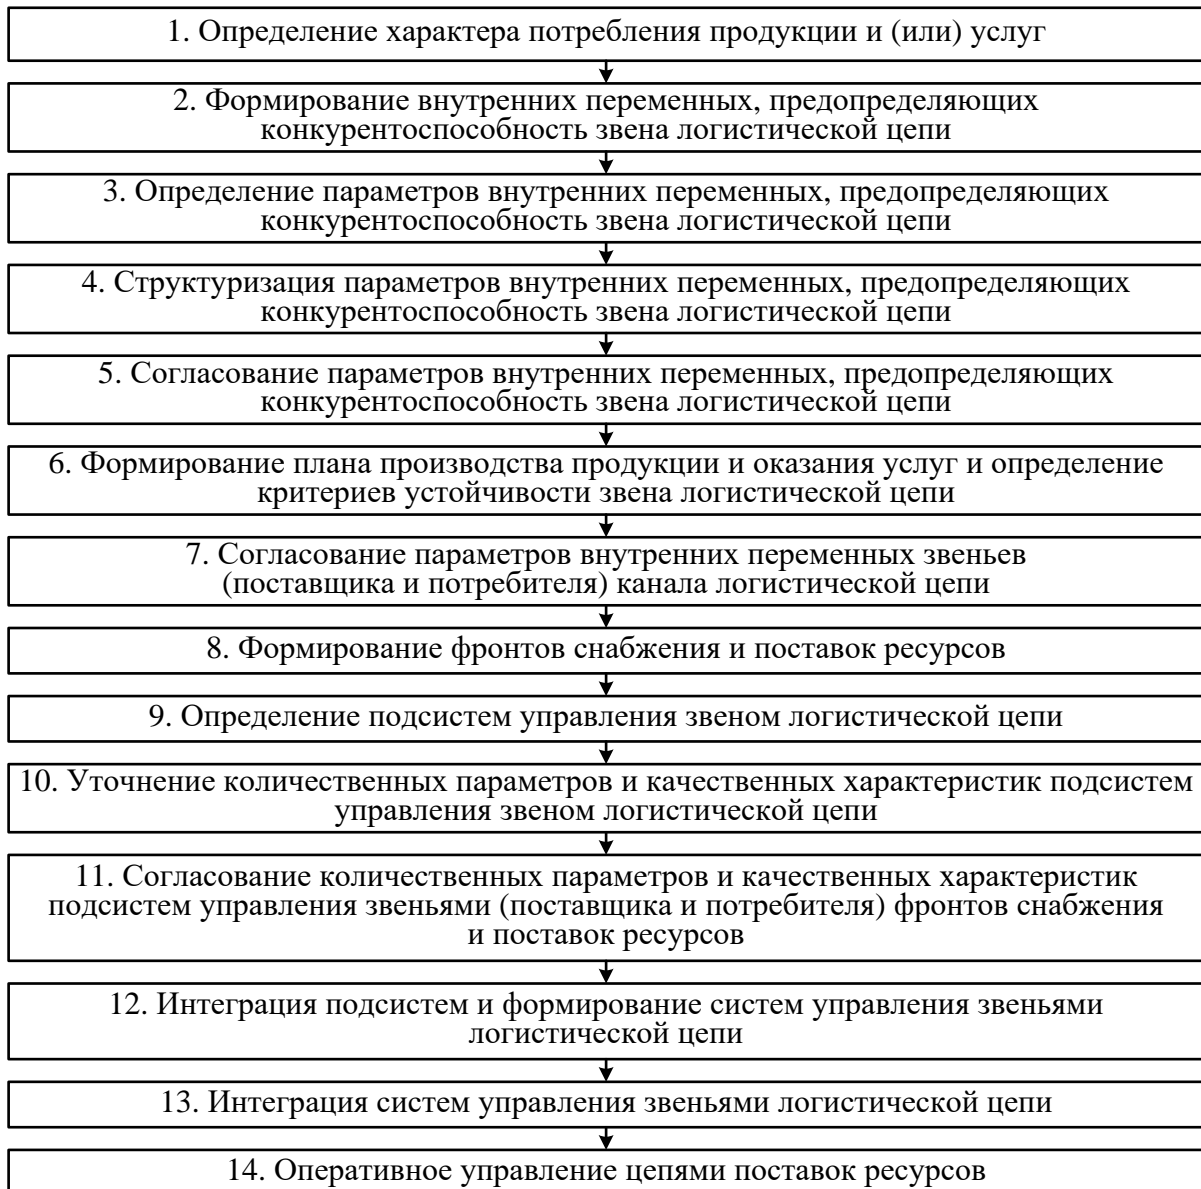 1. Определение характера потребления продукции и (или) услуг
2. Формирование внутренних переменных, предопределяющих
конкурентоспособность звена логистической цепи
3. Определение параметров внутренних переменных, предопределяющих
конкурентоспособность звена логистической цепи
4. Структуризация параметров внутренних переменных, предопределяющих
конкурентоспособность звена логистической цепи
5. Согласование параметров внутренних переменных, предопределяющих
конкурентоспособность звена логистической цепи
6. Формирование плана производства продукции и оказания услуг и определение
критериев устойчивости звена логистической цепи
7. Согласование параметров внутренних переменных звеньев
(поставщика и потребителя) канала логистической цепи
8. Формирование фронтов снабжения и поставок ресурсов
9. Определение подсистем управления звеном логистической цепи
10. Уточнение количественных параметров и качественных характеристик подсистем
управления звеном логистической цепи
11. Согласование количественных параметров и качественных характеристик
подсистем управления звеньями (поставщика и потребителя) фронтов снабжения
и поставок ресурсов
12. Интеграция подсистем и формирование систем управления звеньями
логистической цепи
13. Интеграция систем управления звеньями логистической цепи
14. Оперативное управление цепями поставок ресурсов